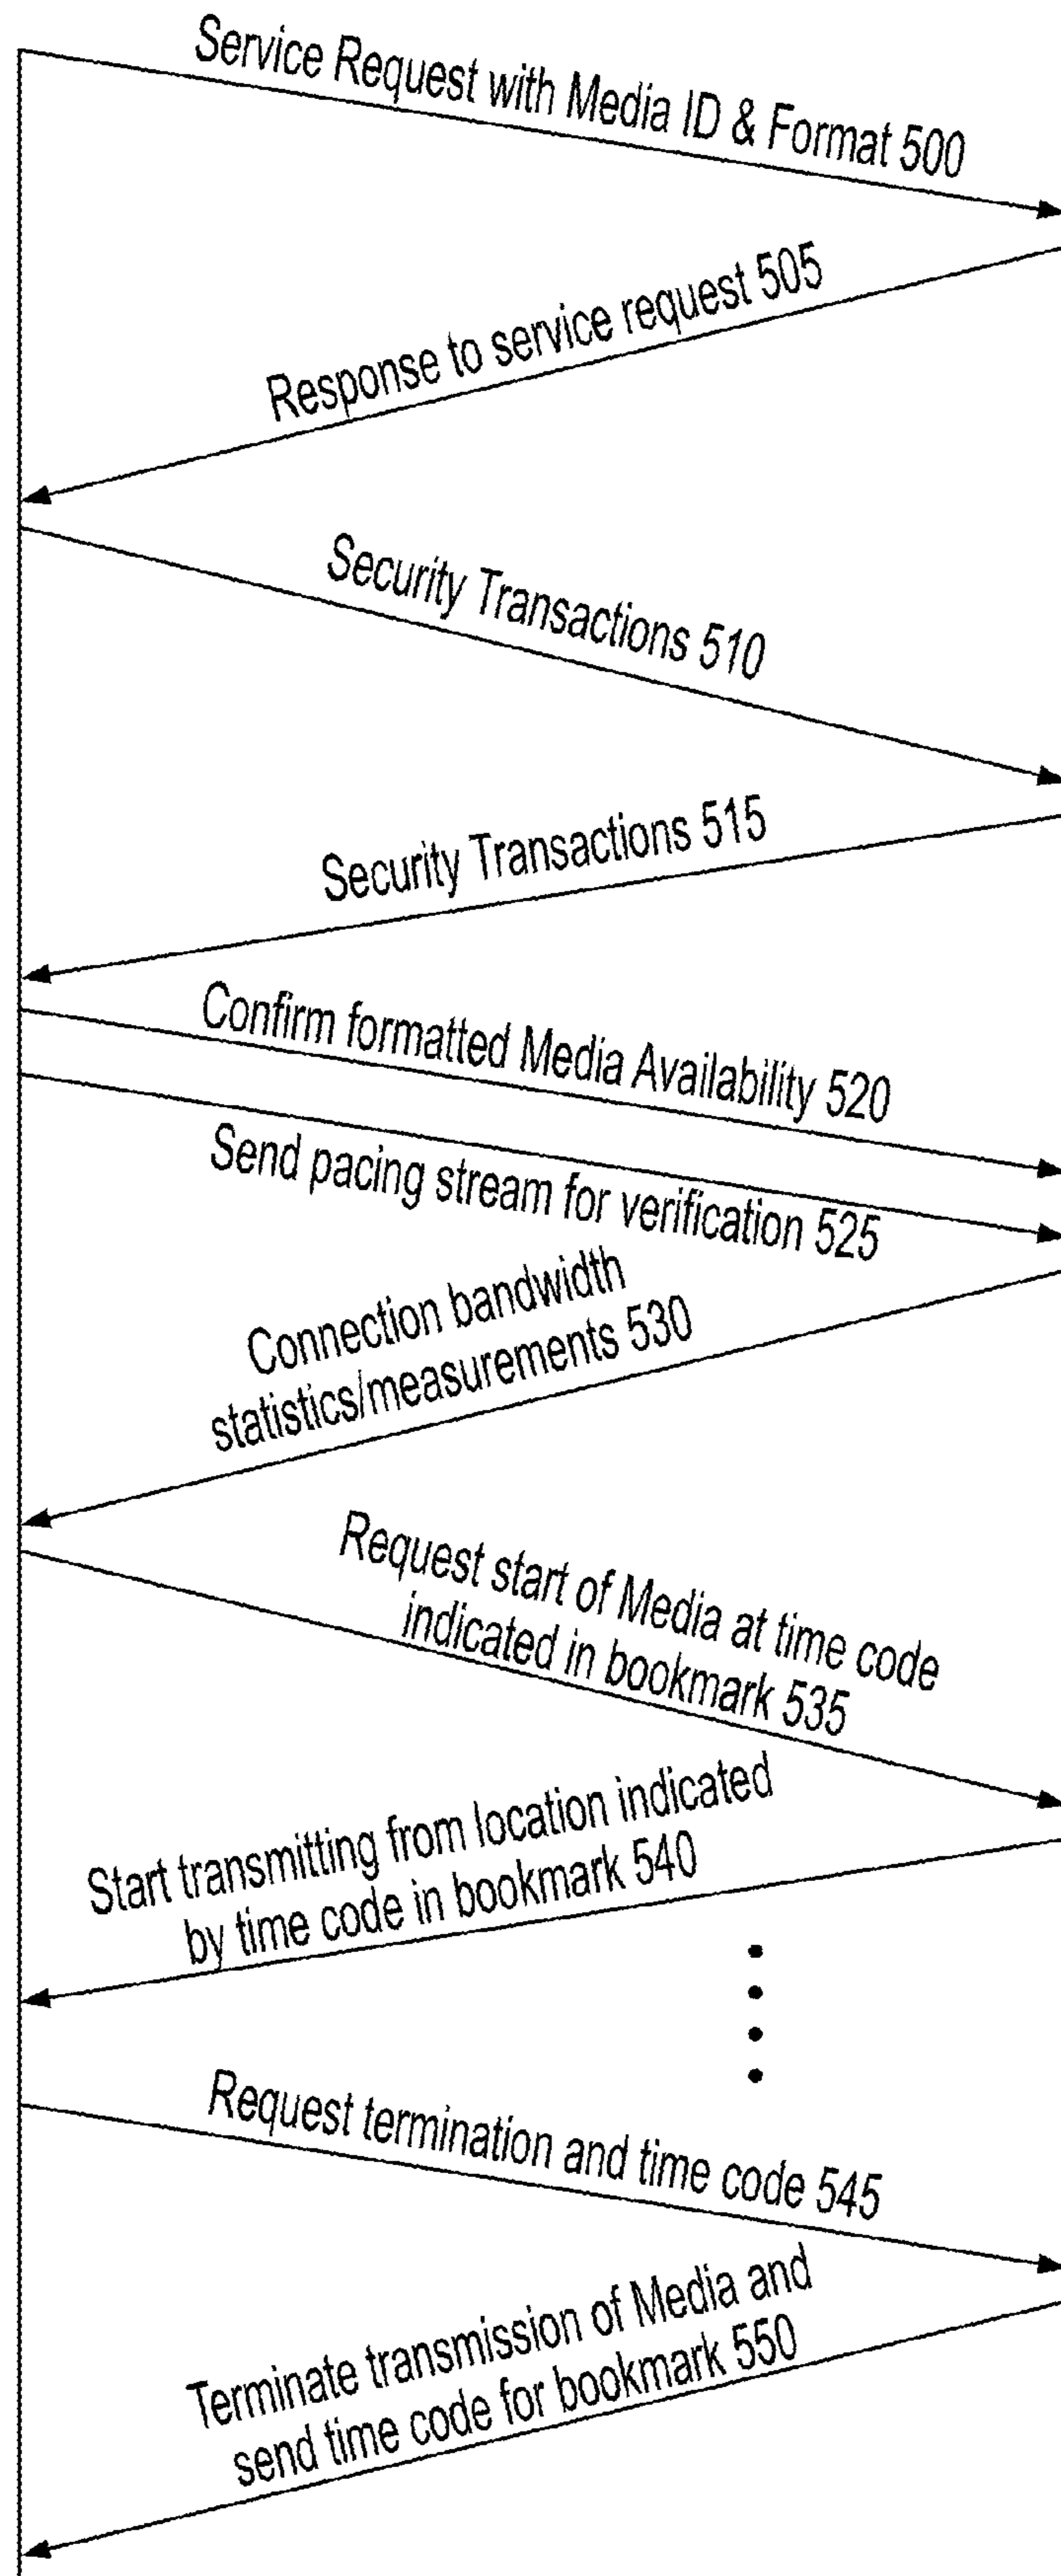 Service Request with Media ID & Format 500
Response to service request 505
Security Transactions 510
Security Transactions 515
Confirm formatted Media Availability 520
Send pacing stream for verification 525
Connection bandwidth
statistics/measurements 530
Request start of Media at time code
indicated in bookmark 535
Start transmitting from location indicated
by time code in bookmark 540
Request termination and time code 545
Terminate transmission of Media and
send time code for bookmark 550